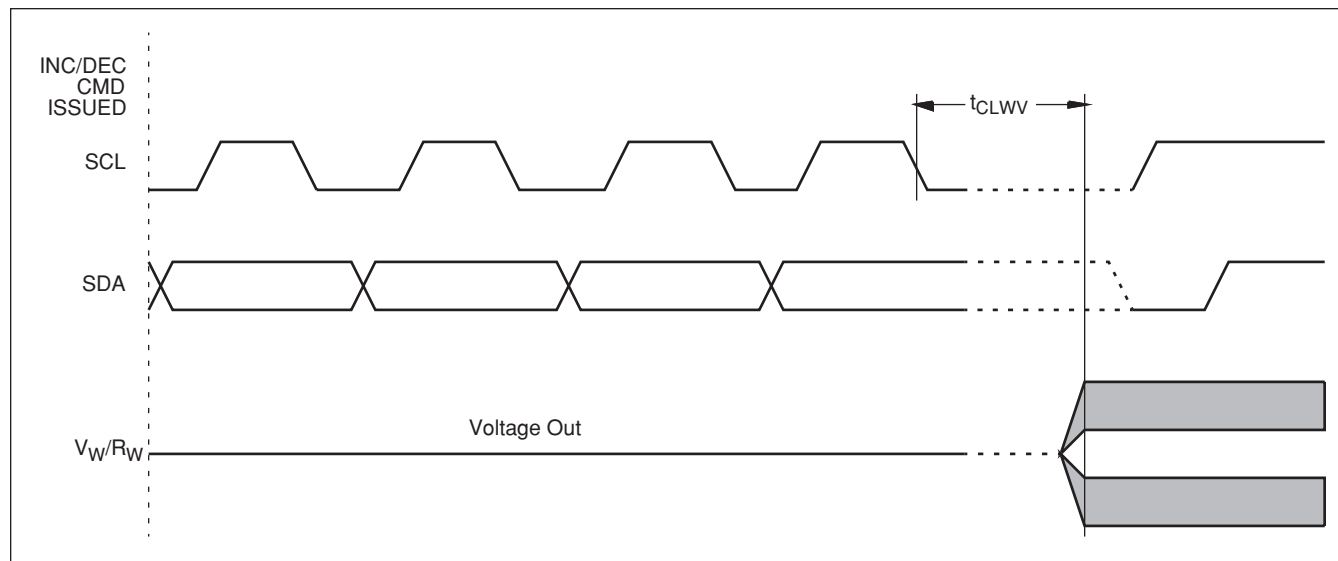 INC/DEC
CMD
ISSUED
tCLWV
SCL
SDA
Voltage Out
VW/RW